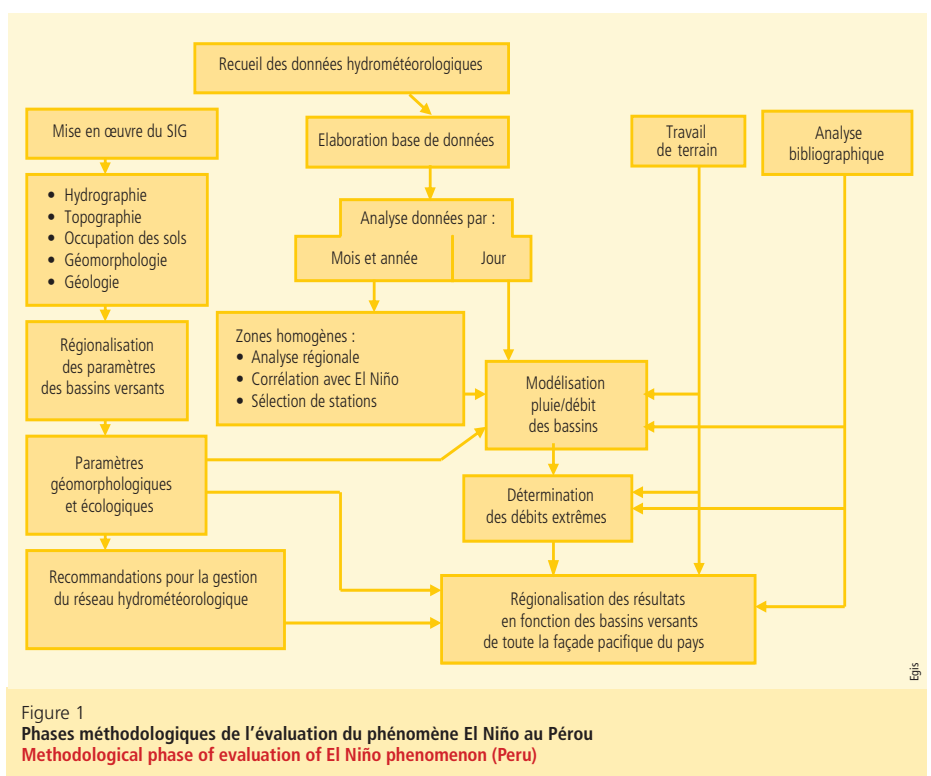 Recueil des données hydrométéorologiques
Mise en œuvre du SIG
Elaboration base de données
Travail
de terrain
Analyse
bibliographique
• Hydrographie
• Topographie
• Occupation des sols
• Géomorphologie
• Géologie
Analyse données par :
Mois et année
Jour
Régionalisation
des paramètres
des bassins versants
Zones homogènes :
• Analyse régionale
• Corrélation avec El Niño
• Sélection de stations
Modélisation
pluie/débit
des bassins
Paramètres
géomorphologiques
et écologiques
Détermination
des débits extrêmes
Recommandations pour la gestion
du réseau hydrométeorologique
Régionalisation des résultats
en fonction des bassins versants
de toute la façade pacifique du pays
Egis
Figure 1
Phases méthodologiques de l'évaluation du phénomène El Niño au Pérou
Methodological phase of evaluation of El Niño phenomenon (Peru)